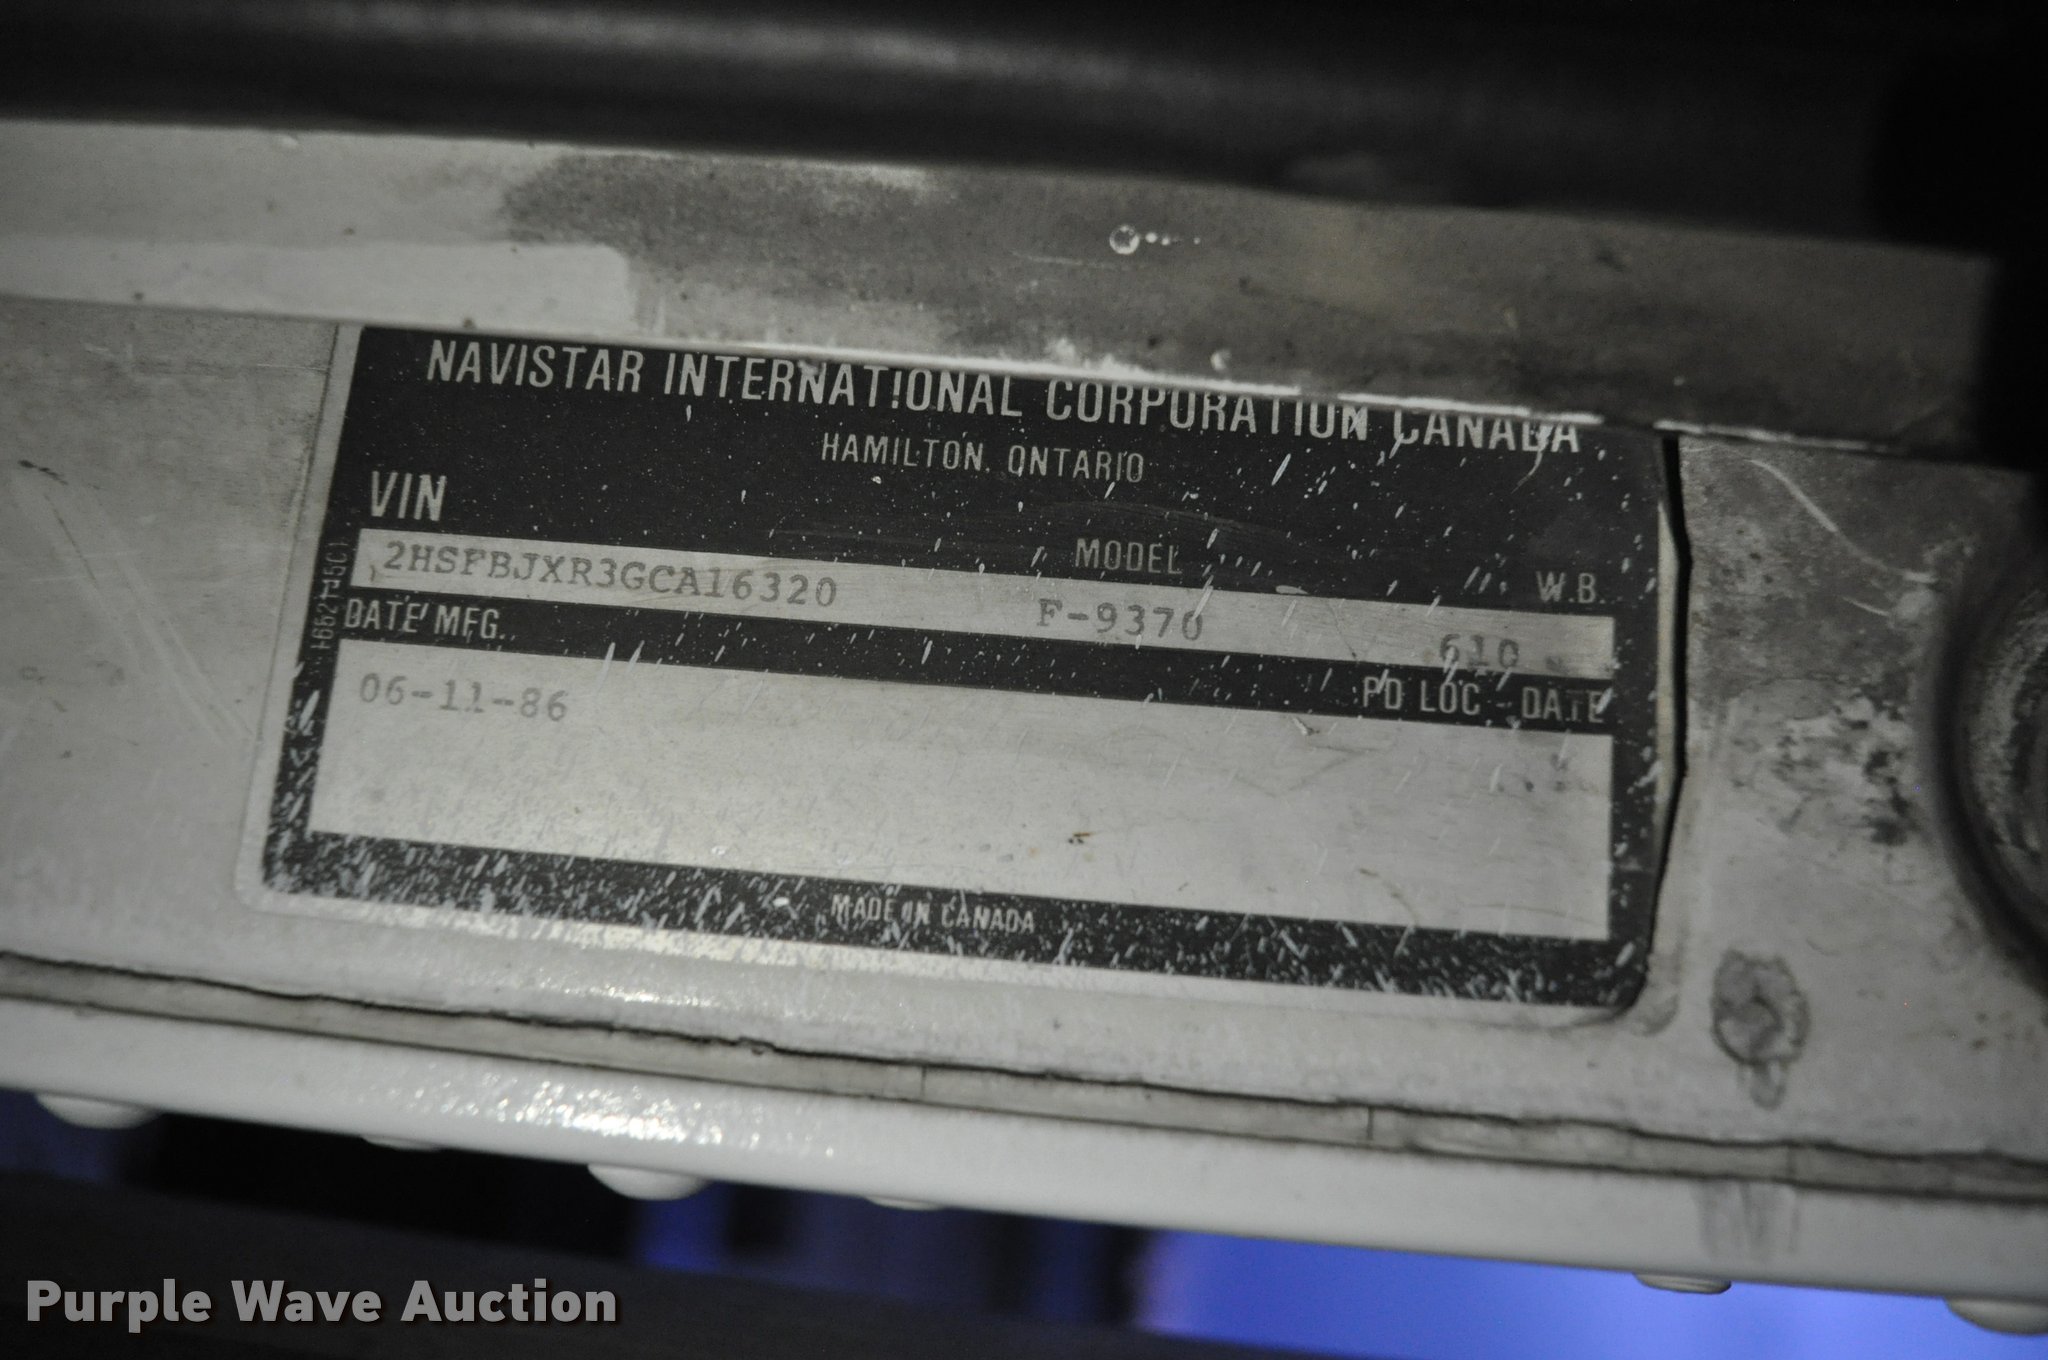 NAVISTAR INTERNATIONAL CORPORATION CANADA
HAMILTON, ONTARIO
VIN
MODEL
W.B.
2HSFBJXR3GCA16320
F-9370
610
DATE MFG.
PD LOC - DATE
06-11-86
MADE IN CANADA
Purple Wave Auction